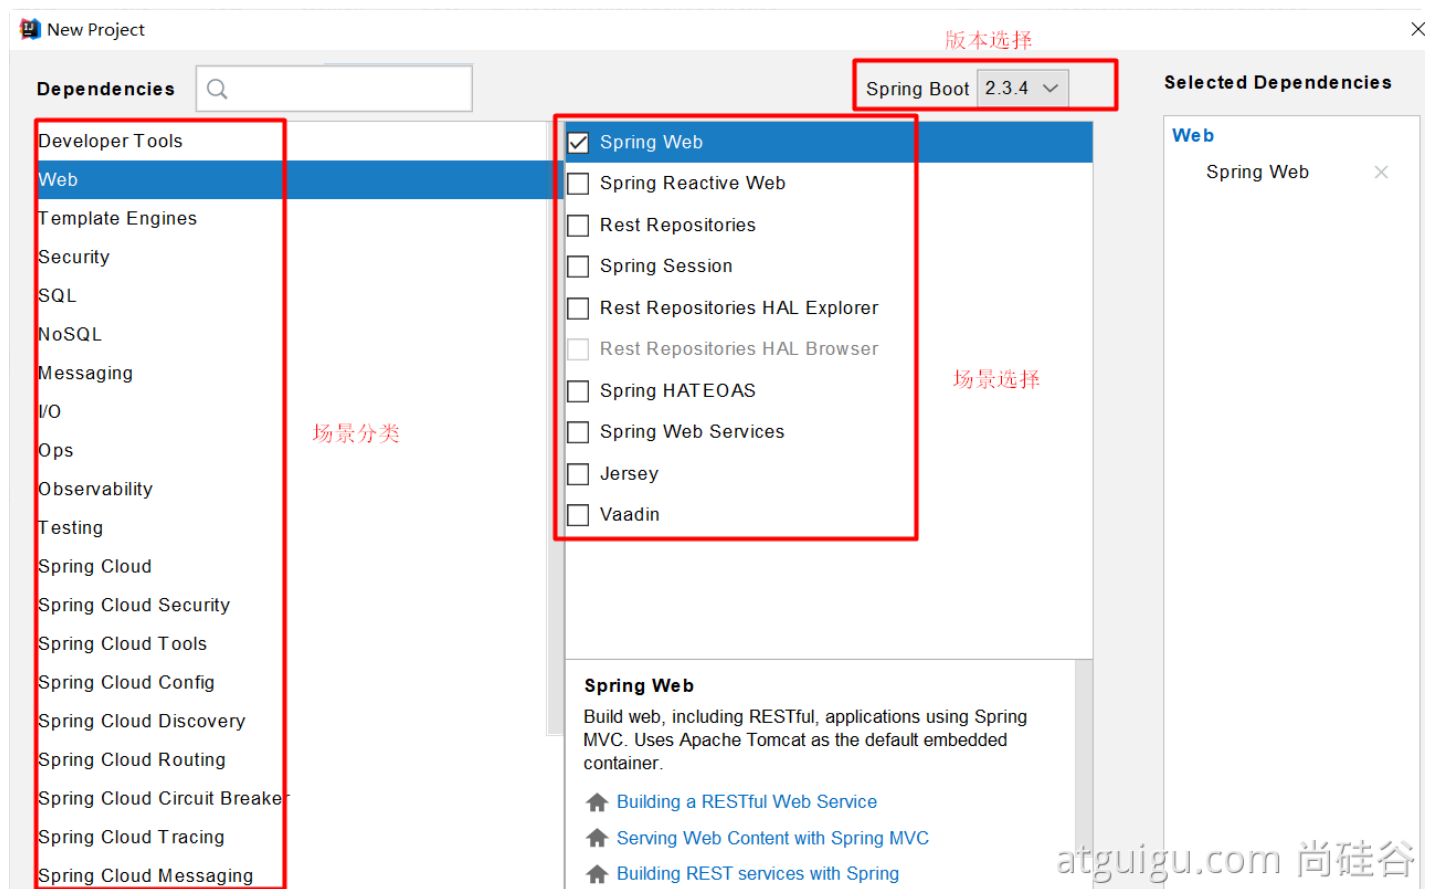 New Project
版本选择
Dependencies
Spring Boot 2.3.4
Selected Dependencies
Developer Tools
Web
Template Engines
Security
SQL
NoSQL
Messaging
I/O
Ops
Observability
Testing
Spring Cloud
Spring Cloud Security
Spring Cloud Tools
Spring Cloud Config
Spring Cloud Discovery
Spring Cloud Routing
Spring Cloud Circuit Breaker
Spring Cloud Tracing
Spring Cloud Messaging
场景分类
Spring Web
Spring Reactive Web
Rest Repositories
Spring Session
Rest Repositories HAL Explorer
Rest Repositories HAL Browser
Spring HATEOAS
Spring Web Services
Jersey
Vaadin
场景选择
Spring Web
Build web, including RESTful, applications using Spring
MVC. Uses Apache Tomcat as the default embedded
container.
Building a RESTful Web Service
Serving Web Content with Spring MVC
Building REST services with Spring
Web
Spring Web
atguigu.com 尚硅谷